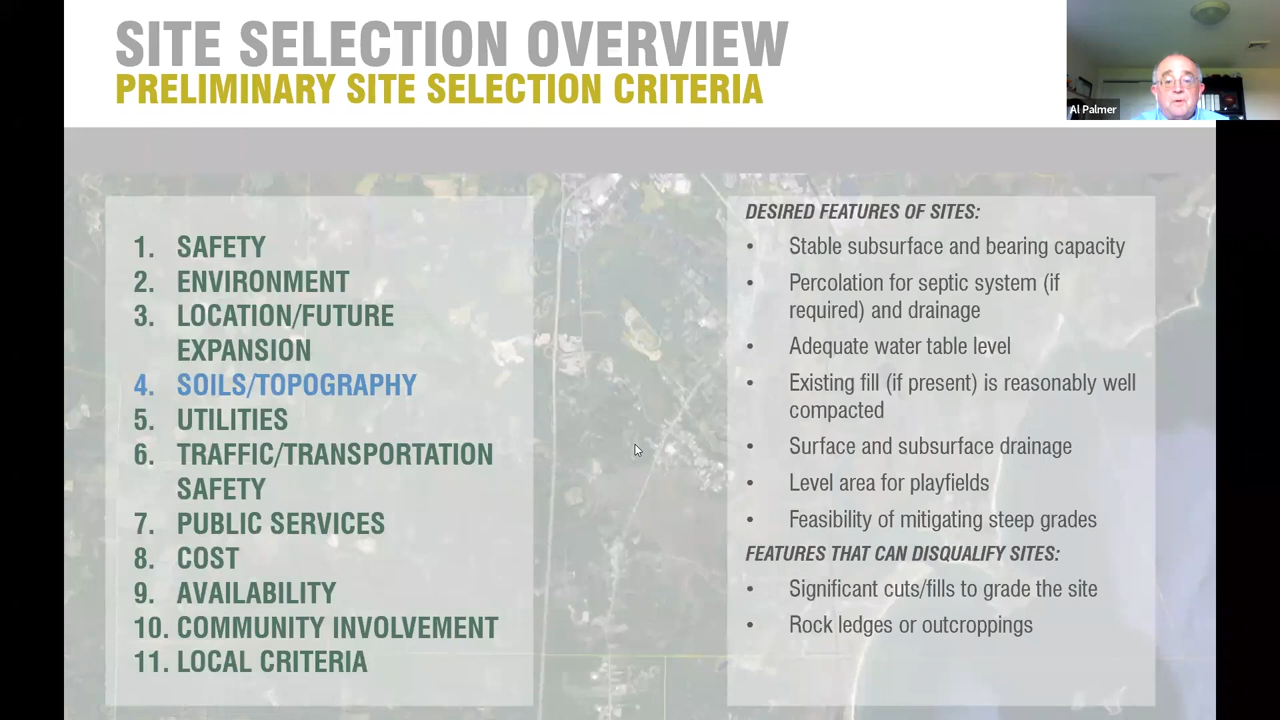 SITE SELECTION OVERVIEW
PRELIMINARY SITE SELECTION CRITERIA
Al Palmer
1. SAFETY
2. ENVIRONMENT
3. LOCATION/FUTURE
EXPANSION
4. SOILS/TOPOGRAPHY
5. UTILITIES
6. TRAFFIC/TRANSPORTATION
SAFETY
7. PUBLIC SERVICES
8. COST
9. AVAILABILITY
10. COMMUNITY INVOLVEMENT
11. LOCAL CRITERIA
DESIRED FEATURES OF SITES:
• Stable subsurface and bearing capacity
• Percolation for septic system (if
required) and drainage
• Adequate water table level
• Existing fill (if present) is reasonably well
compacted
• Surface and subsurface drainage
• Level area for playfields
• Feasibility of mitigating steep grades
FEATURES THAT CAN DISQUALIFY SITES:
• Significant cuts/fills to grade the site
• Rock ledges or outcroppings